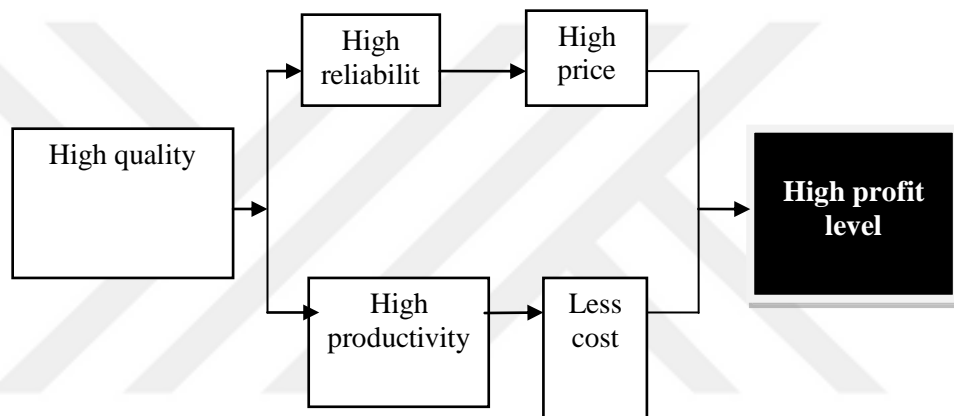 High quality
High
reliabilit
High
price
High
productivity
Less
cost
High profit
level